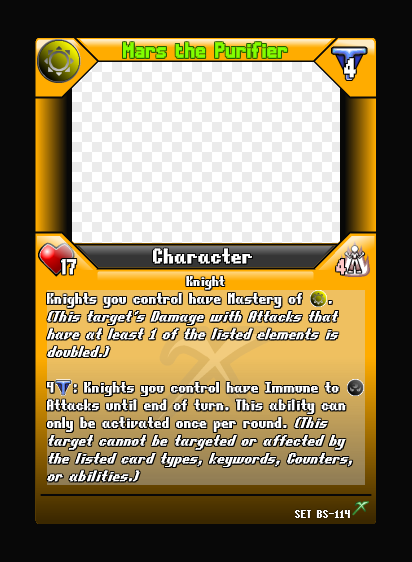 Mars the Purifier
4
17
Character
4
Knight
Knights you control have Mastery of .
(This target's Damage with Attacks that
have at least 1 of the listed elements is
doubled.)
4 : Knights you control have Immune to
Attacks until end of turn. This ability can
only be activated once per round. (This
target cannot be targeted or affected by
the listed card types, keywords, Counters,
or abilities.)
SET BS-114